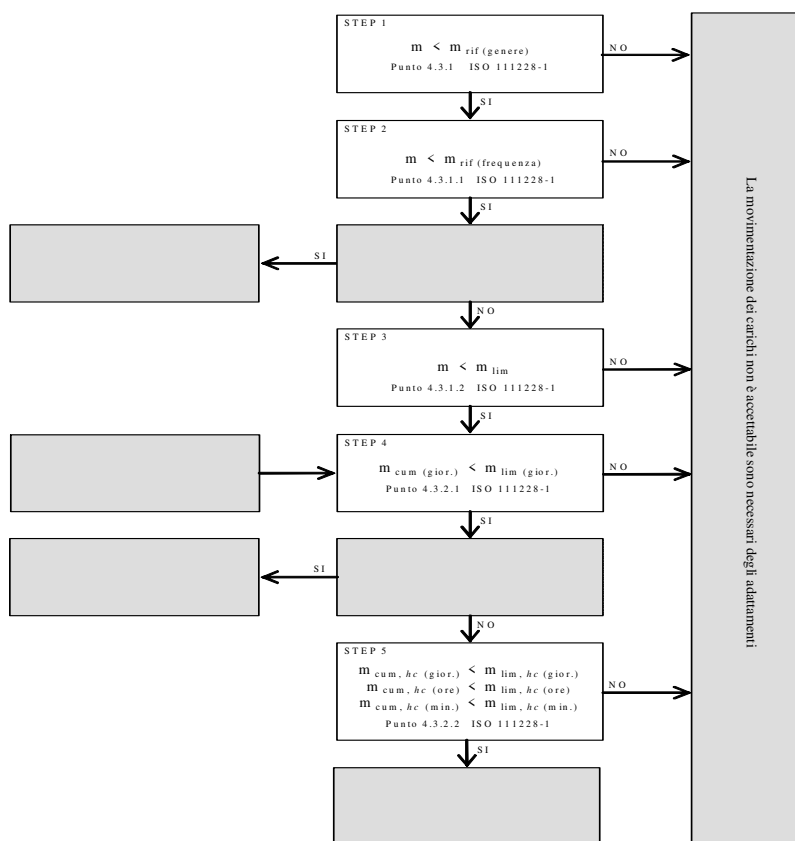 STEP 1
m < m rif (genere)
Punto 4.3.1 ISO 111228-1
NO
SI
STEP 2
m < m rif (frequenza)
Punto 4.3.1.1 ISO 111228-1
NO
SI
SI
NO
STEP 3
m < m lim
Punto 4.3.1.2 ISO 111228-1
NO
SI
STEP 4
m cum (gior.) < m lim (gior.)
Punto 4.3.2.1 ISO 111228-1
NO
SI
SI
NO
STEP 5
m cum, hc (gior.) < m lim, hc (gior.)
m cum, hc (ore) < m lim, hc (ore)
m cum, hc (min.) < m lim, hc (min.)
Punto 4.3.2.2 ISO 111228-1
NO
SI
La movimentazione dei carichi non è accettabile sono necessari degli adattamenti